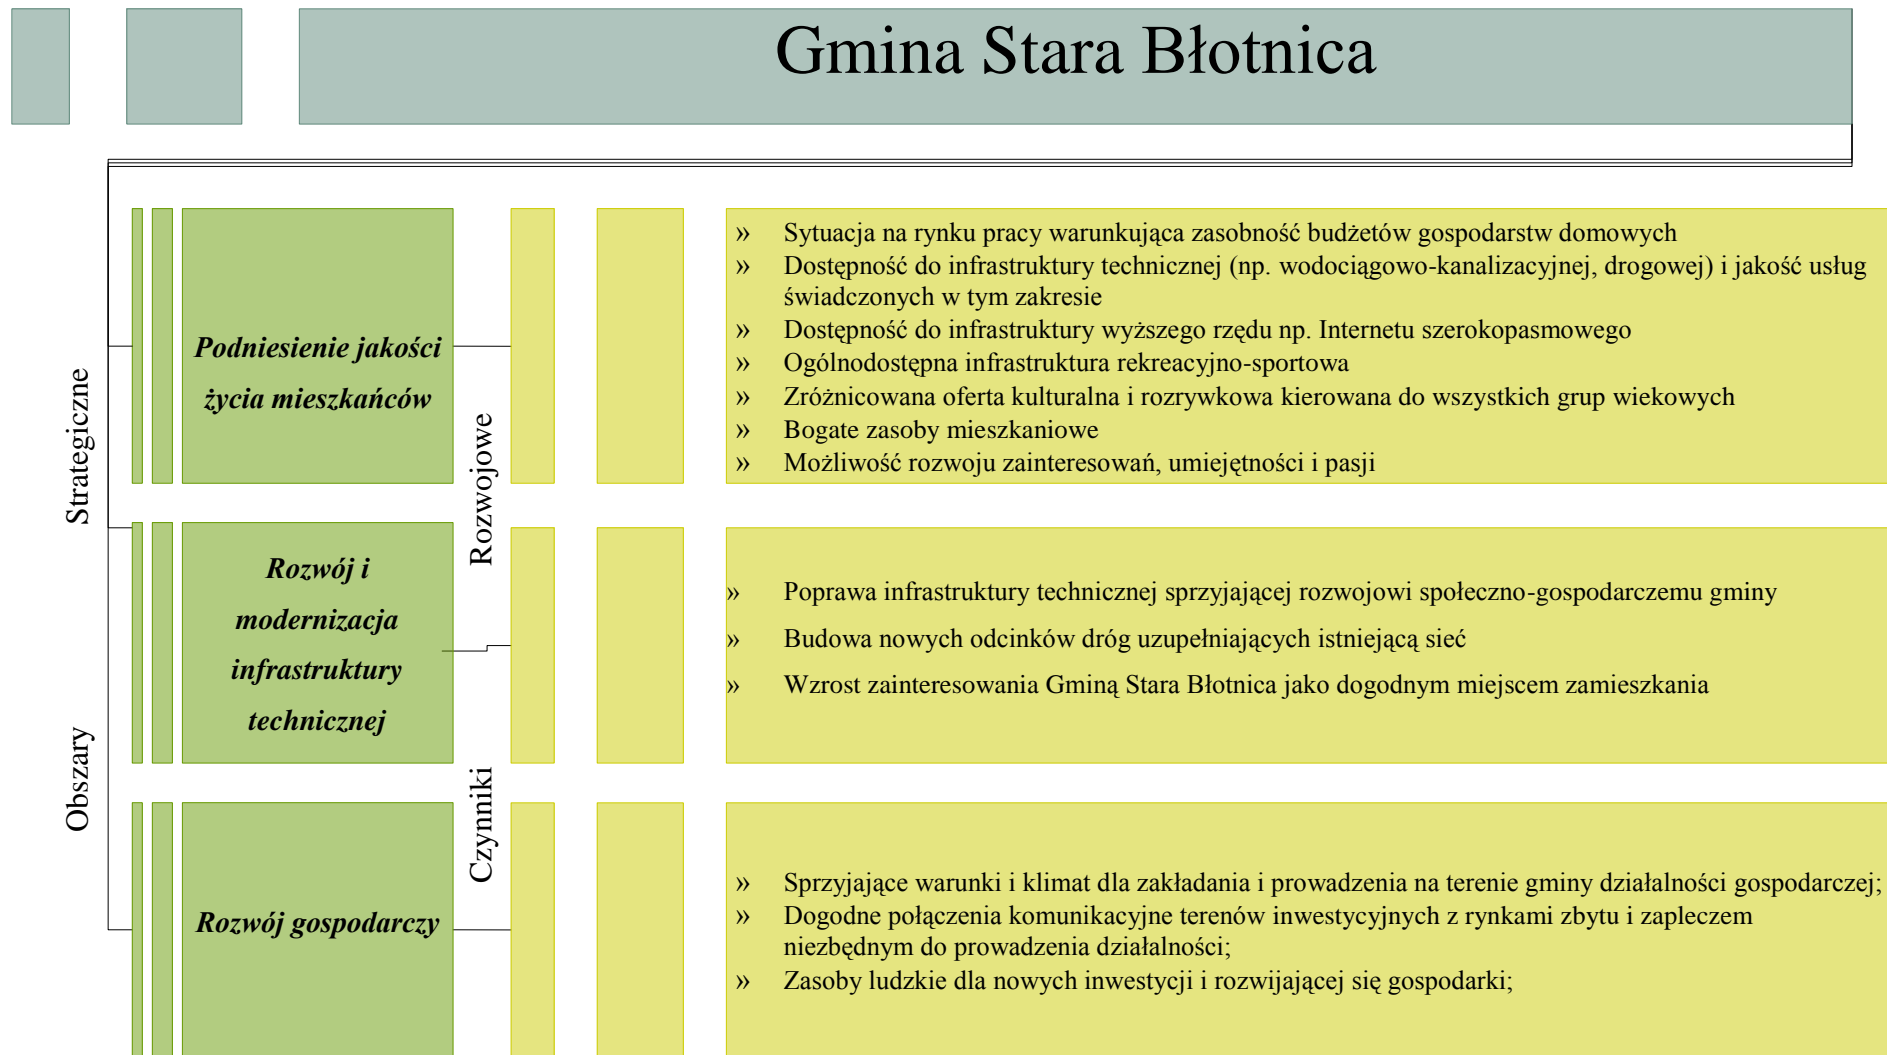 Gmina Stara Błotnica
Obszary Strategiczne
Podniesienie jakości
życia mieszkańców
Czynniki Rozwojowe
» Sytuacja na rynku pracy warunkująca zasobność budżetów gospodarstw domowych
» Dostępność do infrastruktury technicznej (np. wodociągowo-kanalizacyjnej, drogowej) i jakość usług
świadczonych w tym zakresie
» Dostępność do infrastruktury wyższego rzędu np. Internetu szerokopasmowego
» Ogólnodostępna infrastruktura rekreacyjno-sportowa
» Zróżnicowana oferta kulturalna i rozrywkowa kierowana do wszystkich grup wiekowych
» Bogate zasoby mieszkaniowe
» Możliwość rozwoju zainteresowań, umiejętności i pasji
Rozwój i
modernizacja
infrastruktury
technicznej
» Poprawa infrastruktury technicznej sprzyjającej rozwojowi społeczno-gospodarczemu gminy
» Budowa nowych odcinków dróg uzupełniających istniejącą sieć
» Wzrost zainteresowania Gminą Stara Błotnica jako dogodnym miejscem zamieszkania
Rozwój gospodarczy
» Sprzyjające warunki i klimat dla zakładania i prowadzenia na terenie gminy działalności gospodarczej;
» Dogodne połączenia komunikacyjne terenów inwestycyjnych z rynkami zbytu i zapleczem
niezbędnym do prowadzenia działalności;
» Zasoby ludzkie dla nowych inwestycji i rozwijającej się gospodarki;